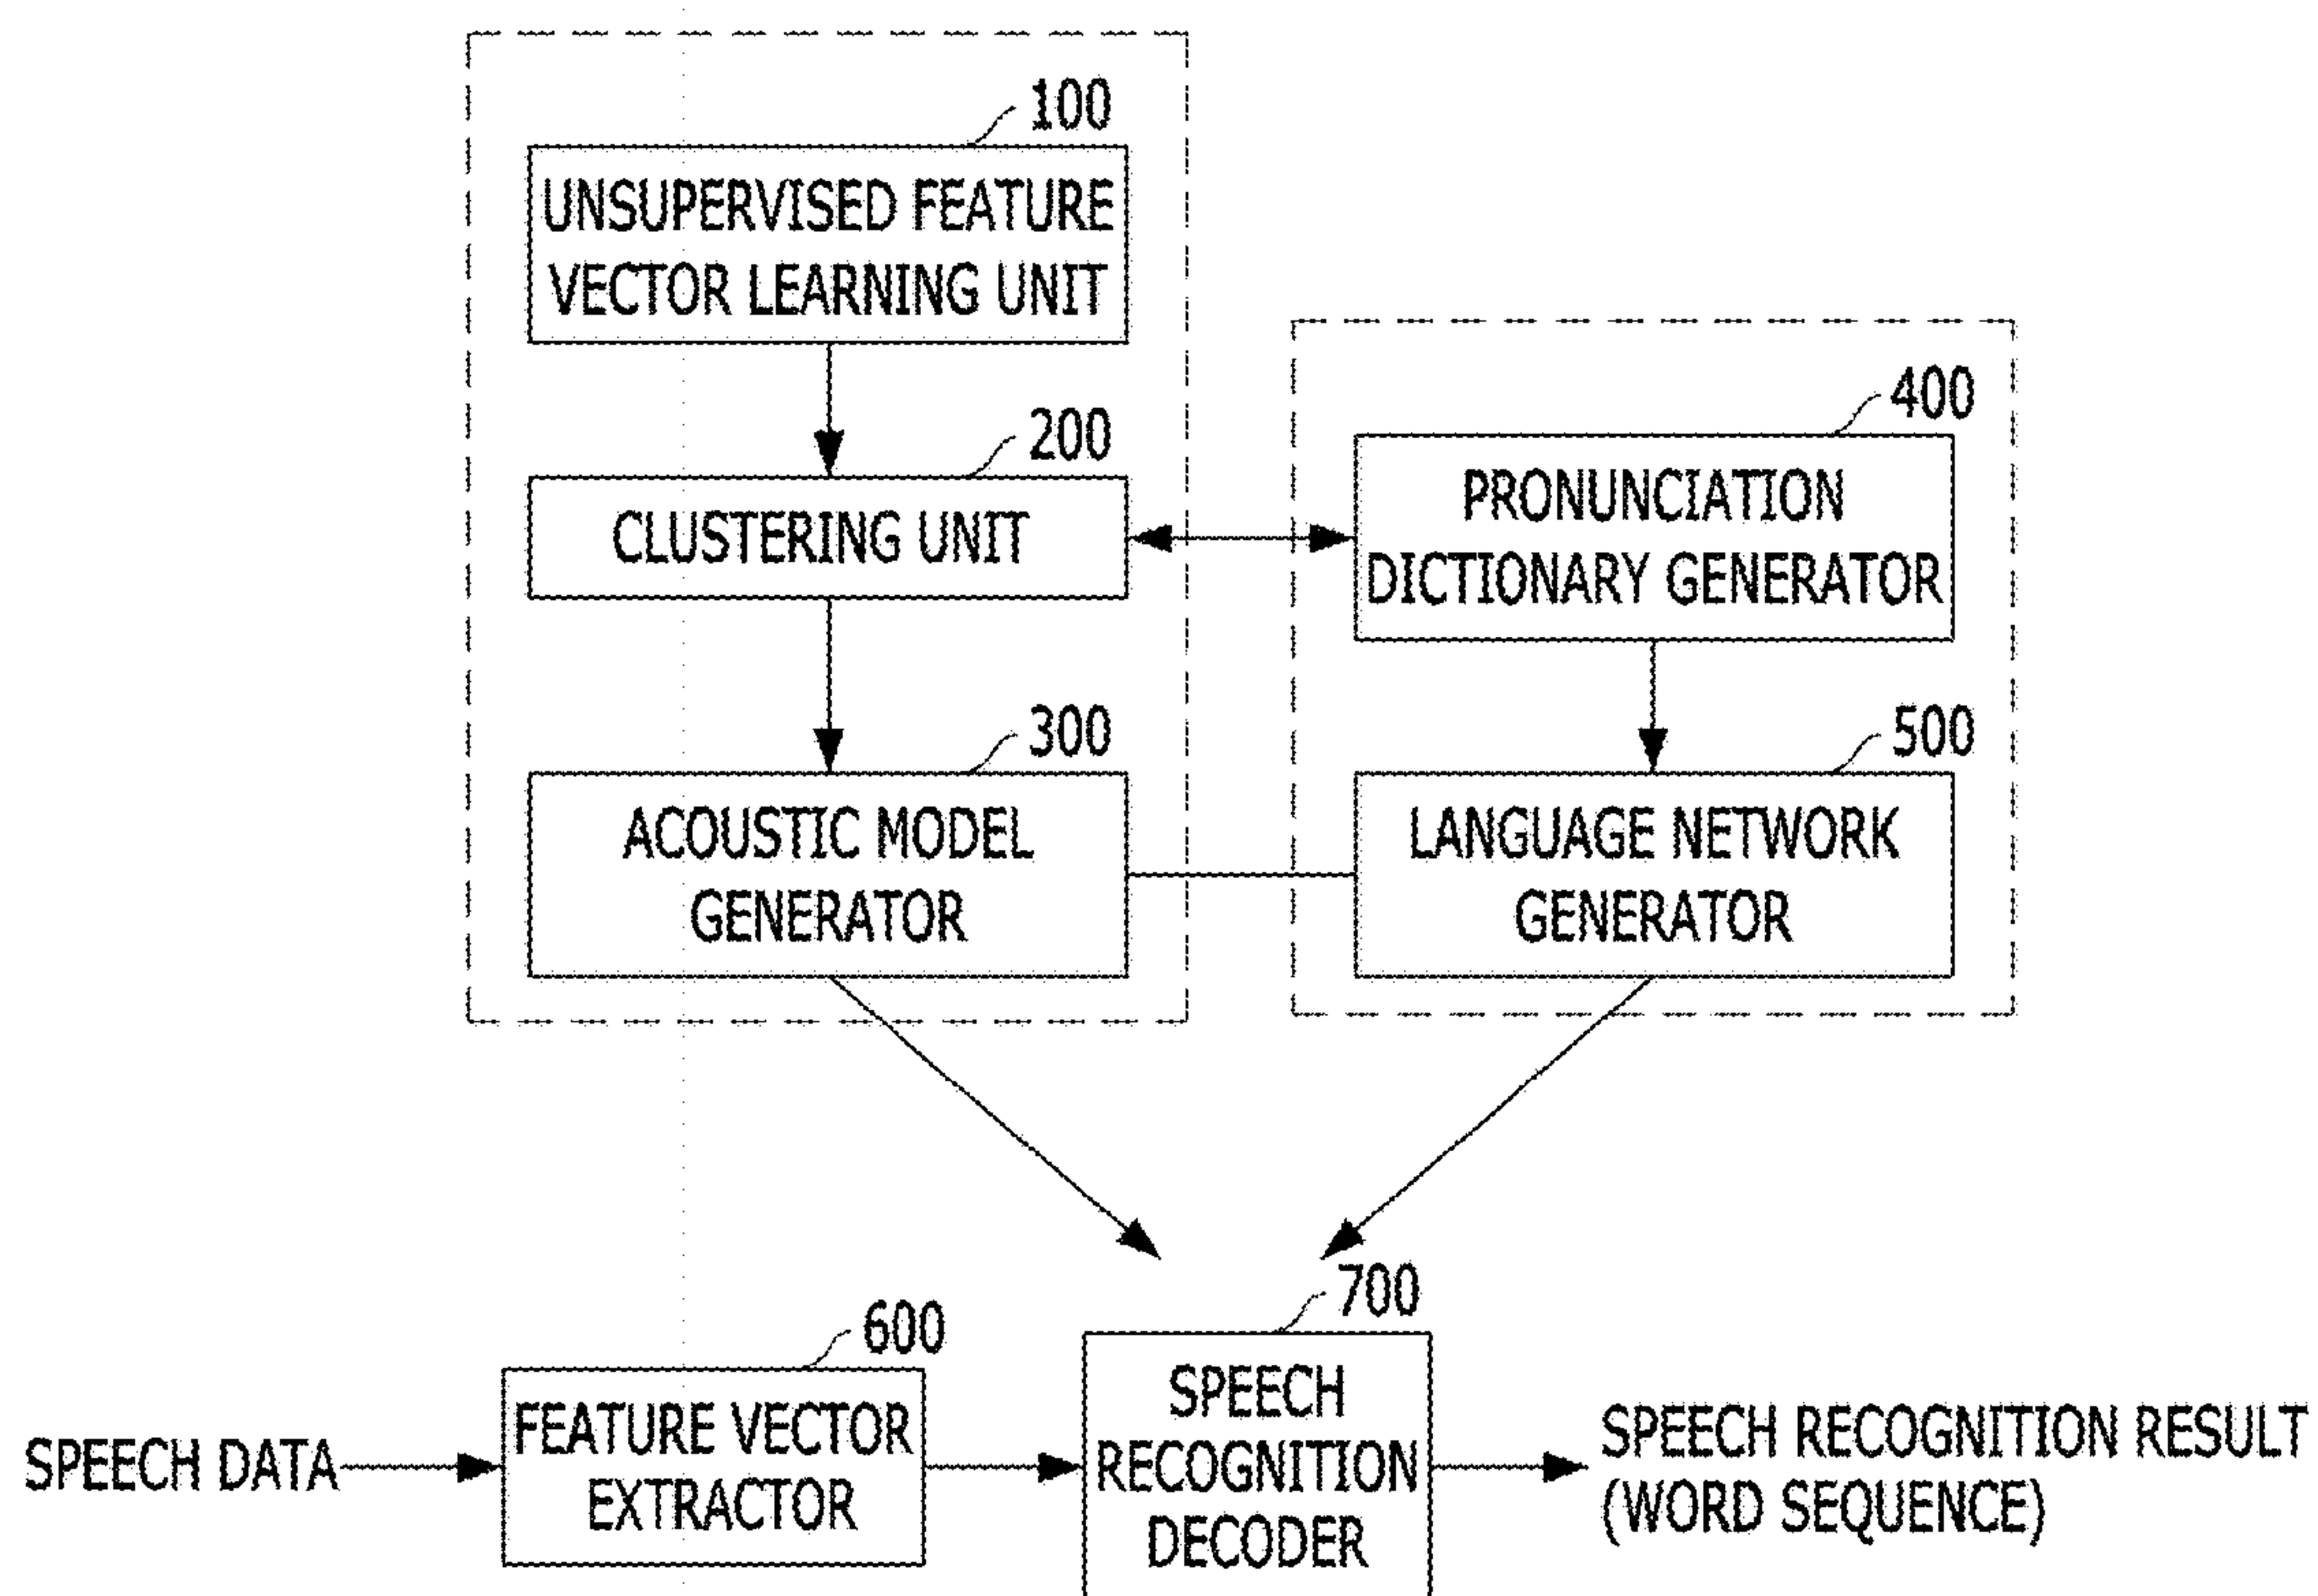 100
UNSUPERVISED FEATURE
VECTOR LEARNING UNIT
200
CLUSTERING UNIT
300
ACOUSTIC MODEL
GENERATOR
400
PRONUNCIATION
DICTIONARY GENERATOR
500
LANGUAGE NETWORK
GENERATOR
SPEECH DATA
600
FEATURE VECTOR
EXTRACTOR
700
SPEECH
RECOGNITION
DECODER
SPEECH RECOGNITION RESULT
(WORD SEQUENCE)